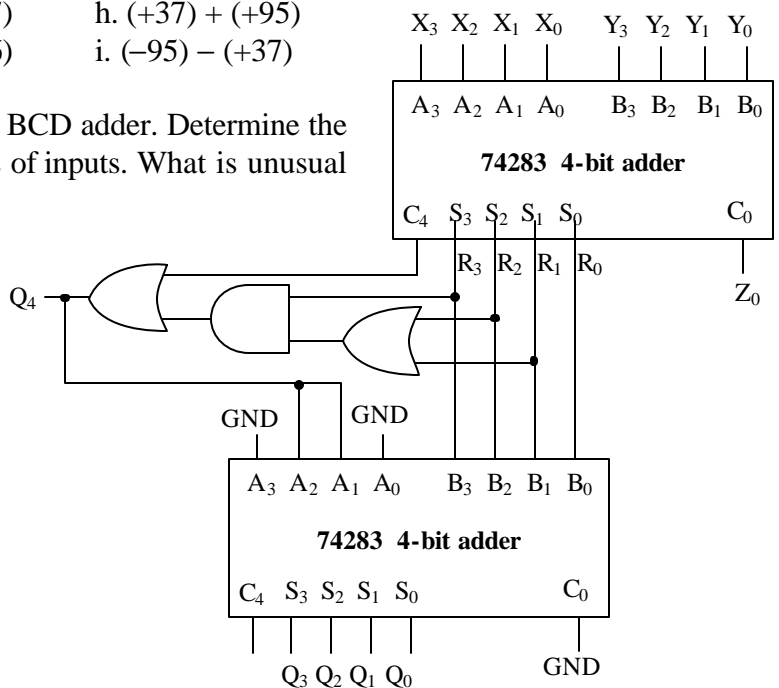 7) h. (+37) + (+95)
i. (−95) − (+37)
BCD adder. Determine the
of inputs. What is unusual
X3 X2 X1 X0 Y3 Y2 Y1 Y0
A3 A2 A1 A0 B3 B2 B1 B0
74283 4-bit adder
C4 S3 S2 S1 S0 C0
R3 R2 R1 R0
Q4
Z0
GND GND
A3 A2 A1 A0 B3 B2 B1 B0
74283 4-bit adder
C4 S3 S2 S1 S0 C0
Q3 Q2 Q1 Q0 GND